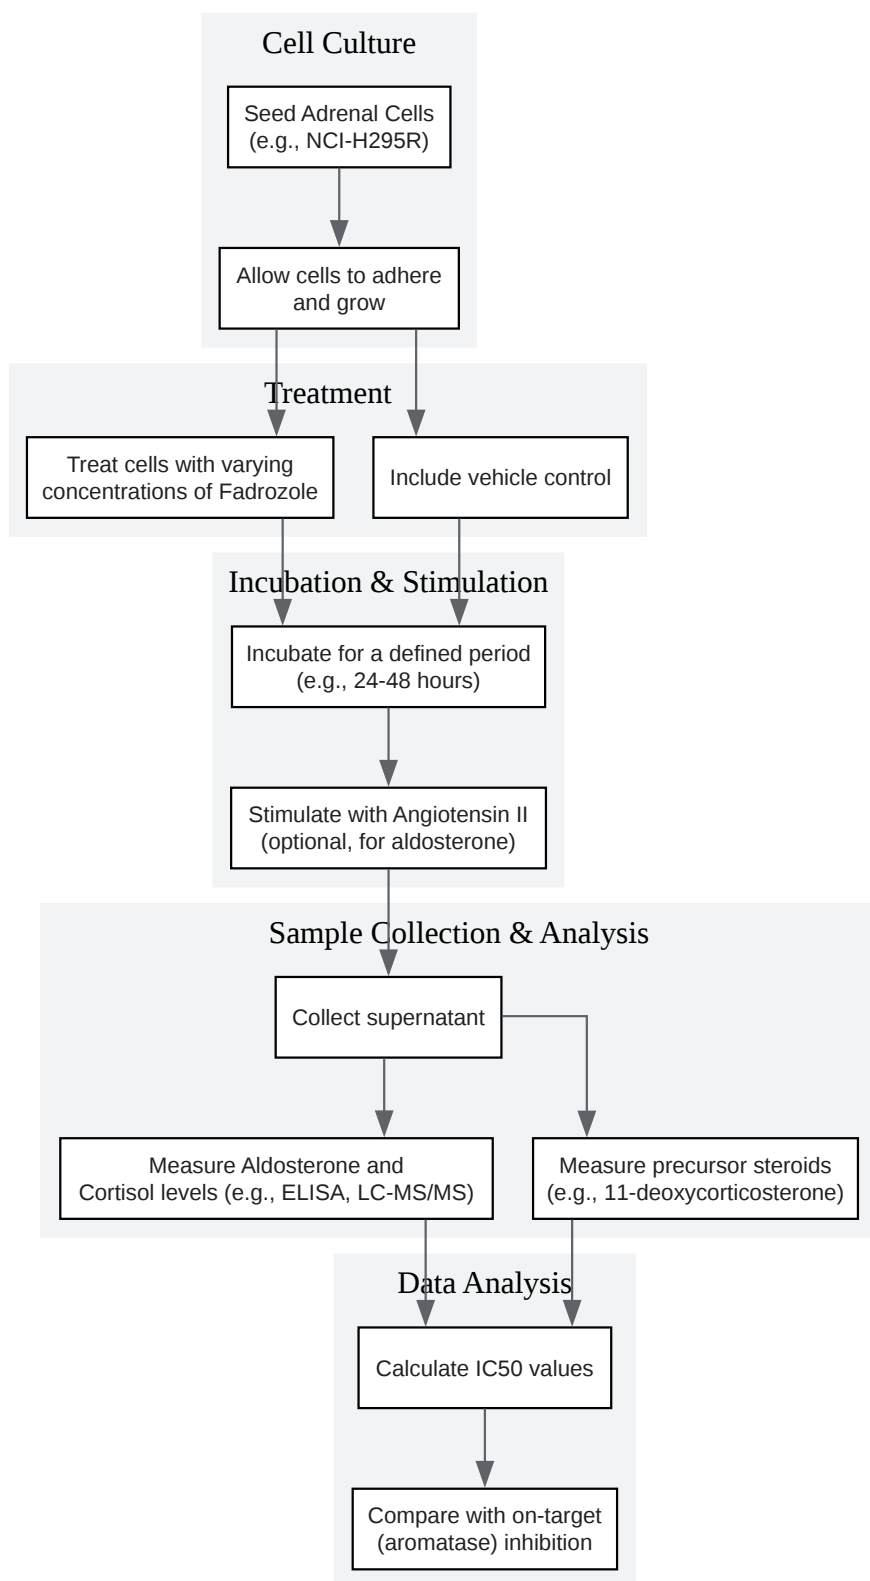 Cell Culture
Seed Adrenal Cells
(e.g., NCI-H295R)
Allow cells to adhere
and grow
Treatment
Treat cells with varying
concentrations of Fadrozole
Include vehicle control
Incubation & Stimulation
Incubate for a defined period
(e.g., 24-48 hours)
Stimulate with Angiotensin II
(optional, for aldosterone)
Sample Collection & Analysis
Collect supernatant
Measure Aldosterone and
Cortisol levels (e.g., ELISA, LC-MS/MS)
Measure precursor steroids
(e.g., 11-deoxycorticosterone)
Data Analysis
Calculate IC50 values
Compare with on-target
(aromatase) inhibition